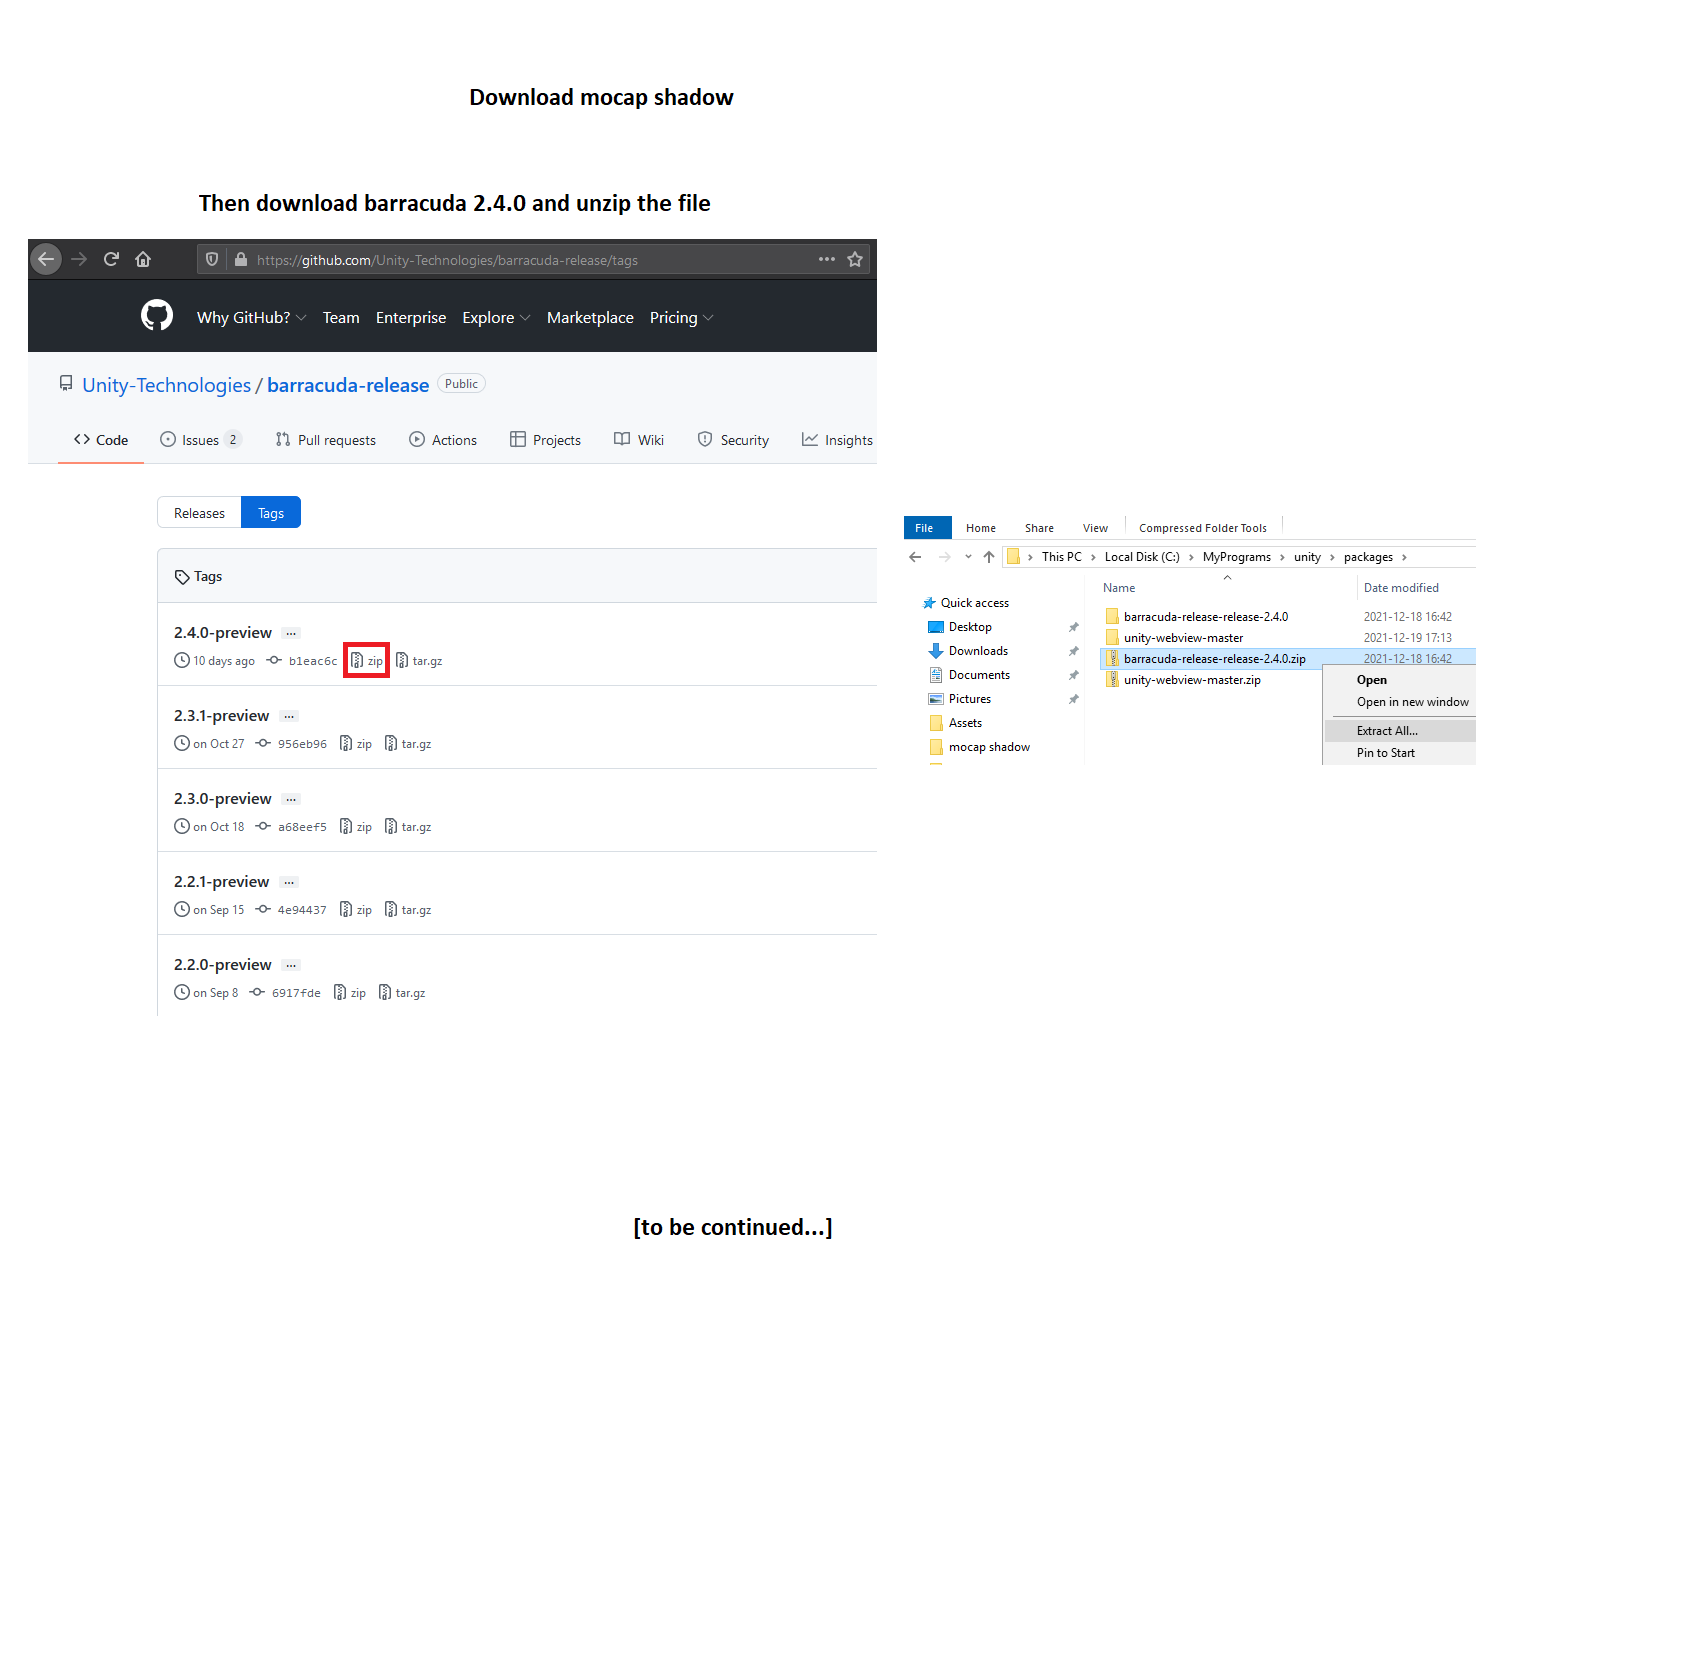 Download mocap shadow
Then download barracuda 2.4.0 and unzip the file
https://github.com/Unity-Technologies/barracuda-release/tags
Why GitHub? Team Enterprise Explore Marketplace Pricing
Unity-Technologies / barracuda-release Public
Code Issues 2 Pull requests Actions Projects Wiki Security Insights
Releases Tags
Tags
2.4.0-preview ...
10 days ago b1eac6c zip tar.gz
2.3.1-preview ...
on Oct 27 956eb96 zip tar.gz
2.3.0-preview ...
on Oct 18 a68eef5 zip tar.gz
2.2.1-preview ...
on Sep 15 4e94437 zip tar.gz
2.2.0-preview ...
on Sep 8 6917fde zip tar.gz
File Home Share View Compressed Folder Tools
This PC Local Disk (C:) MyPrograms unity packages
Name Date modified
Quick access
Desktop
Downloads
Documents
Pictures
Assets
mocap shadow
barracuda-release-release-2.4.0 2021-12-18 16:42
unity-webview-master 2021-12-19 17:13
barracuda-release-release-2.4.0.zip 2021-12-18 16:42
unity-webview-master.zip
Open
Open in new window
Extract All...
Pin to Start
[to be continued...]